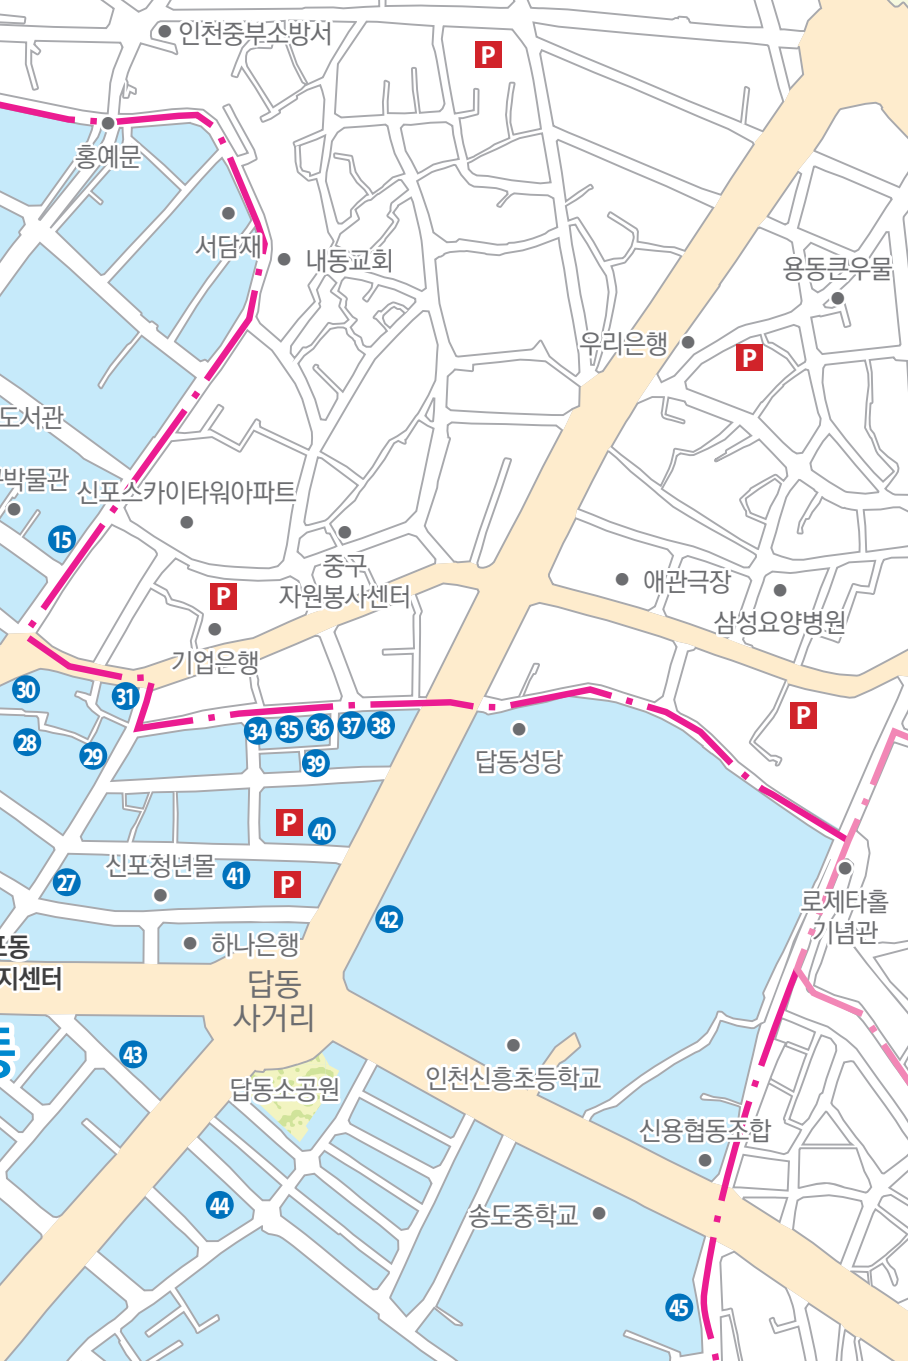 인천중부소방서
P
홍예문
서담재
내동교회
용동큰우물
우리은행
P
도서관
박물관
신포스카이타워아파트
15
중구
자원봉사센터
애관극장
P
삼성요양병원
기업은행
30
31
P
28
29
34
35
36
37
38
39
답동성당
P
40
신포청년몰
27
41
P
42
로제타홀
기념관
하나은행
포동
지센터
답동
사거리
동
43
답동소공원
인천신흥초등학교
신용협동조합
44
송도중학교
45